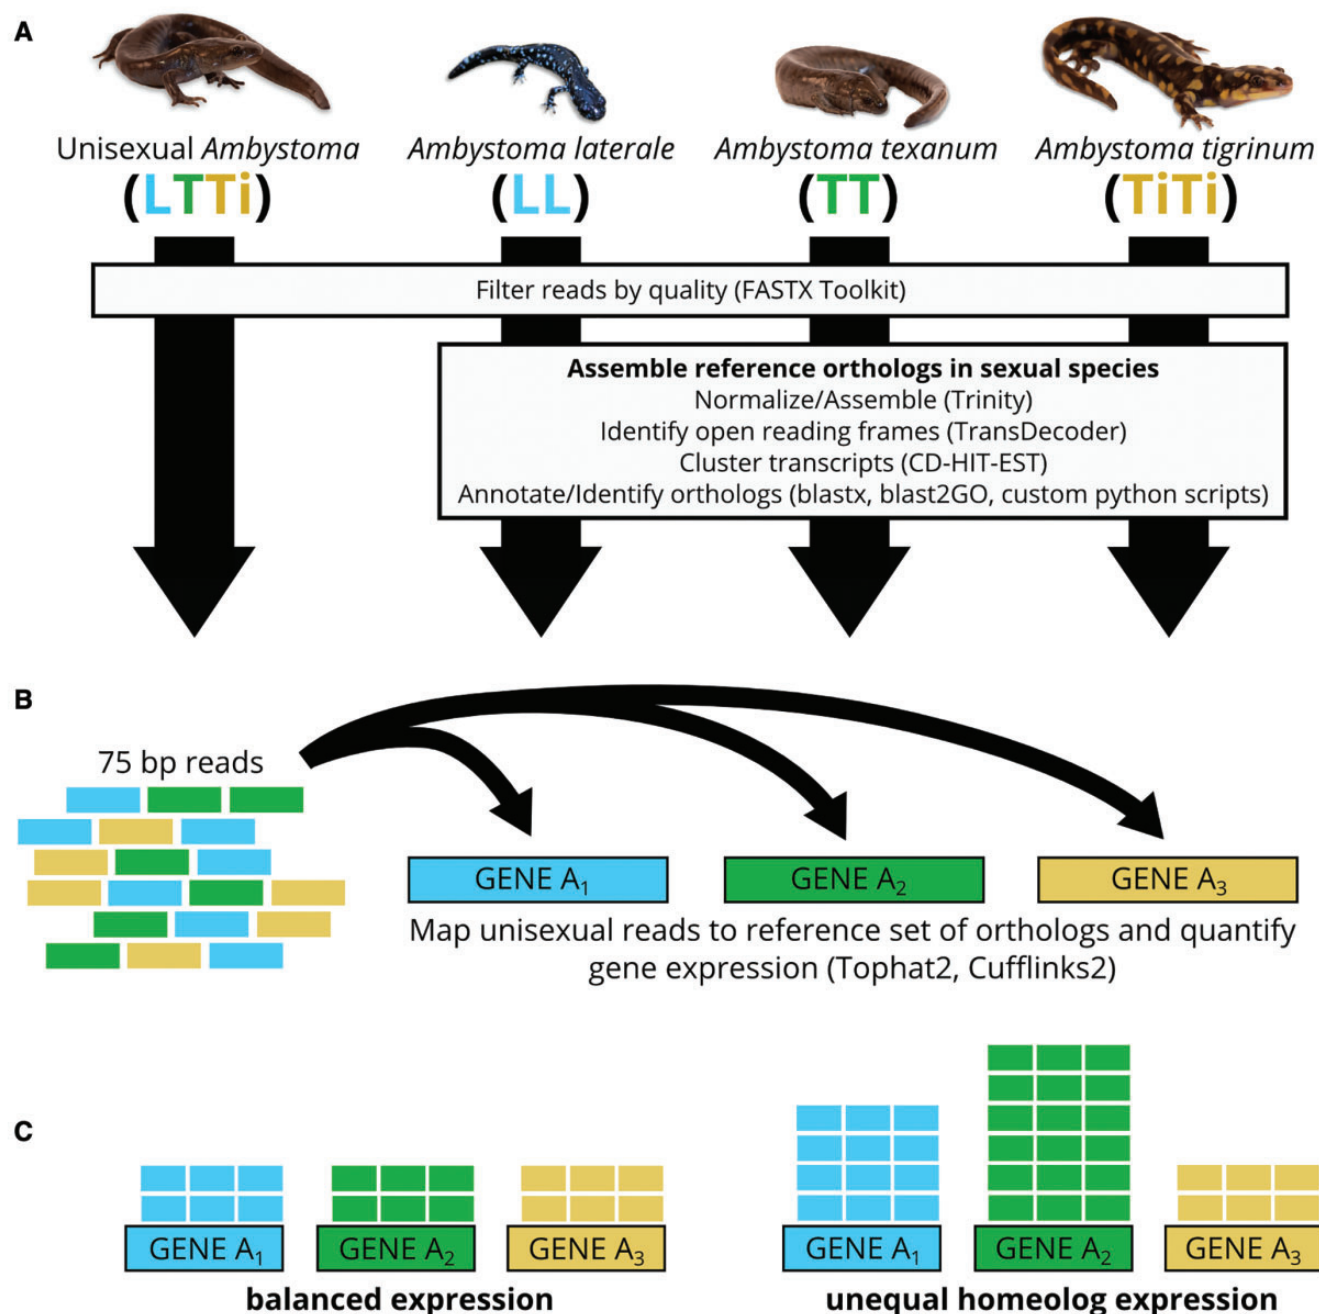 A
Unisexual Ambystoma
Ambystoma laterale
Ambystoma texanum
Ambystoma tigrinum
(LTTi)
(LL)
(TT)
(TiTi)
Filter reads by quality (FASTX Toolkit)
Assemble reference orthologs in sexual species
Normalize/Assemble (Trinity)
Identify open reading frames (TransDecoder)
Cluster transcripts (CD-HIT-EST)
Annotate/Identify orthologs (blastx, blast2GO, custom python scripts)
B
75 bp reads
GENE A₁
GENE A₂
GENE A₃
Map unisexual reads to reference set of orthologs and quantify
gene expression (Tophat2, Cufflinks2)
C
GENE A₁
GENE A₂
GENE A₃
balanced expression
GENE A₁
GENE A₂
GENE A₃
unequal homeolog expression